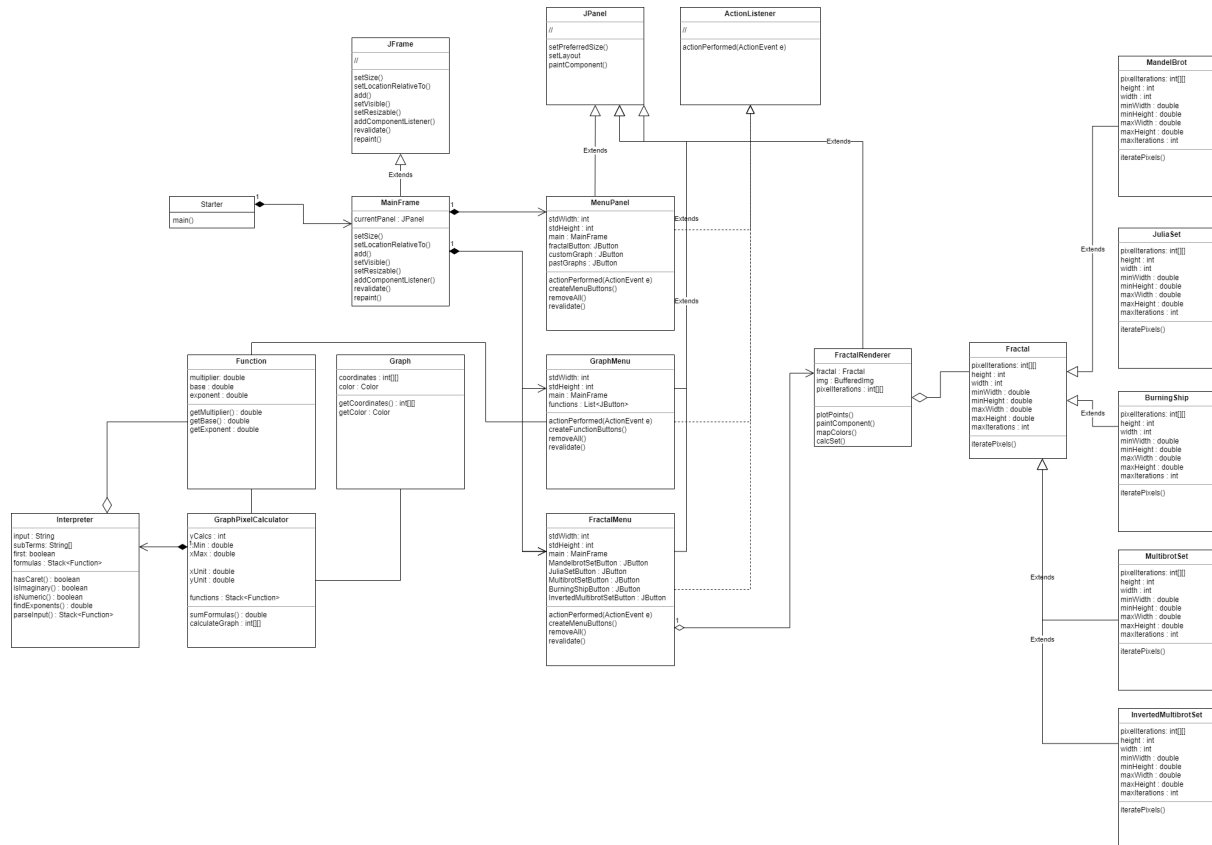 JPanel
//
setPreferredSize()
setLayout
paintComponent()
ActionListener
//
actionPerformed(ActionEvent e)
JFrame
//
setSize()
setLocationRelativeTo()
add()
setVisible()
setResizable()
addComponentListener()
revalidate()
repaint()
Extends
Extends
Extends
Extends
Extends
Starter
main()
1
MainFrame
currentPanel : JPanel
setSize()
setLocationRelativeTo()
add()
setVisible()
setResizable()
addComponentListener()
revalidate()
repaint()
1
1
MenuPanel
stdWidth: int
stdHeight : int
main : MainFrame
fractalButton: JButton
customGraph : JButton
pastGraphs : JButton
actionPerformed(ActionEvent e)
createMenuButtons()
removeAll()
revalidate()
Function
multiplier: double
base : double
exponent : double
getMultiplier() : double
getBase() : double
getExponent : double
Graph
coordinates : int[][]
color : Color
getCoordinates() : int[][]
getColor : Color
GraphMenu
stdWidth: int
stdHeight : int
main : MainFrame
functions : List<JButton>
actionPerformed(ActionEvent e)
createFunctionButtons()
removeAll()
revalidate()
FractalRenderer
fractal : Fractal
img : BufferedImg
pixelIterations : int[][]
plotPoints()
paintComponent()
mapColors()
calcSet()
Fractal
pixelIterations: int[][]
height : int
width : int
minWidth : double
minHeight : double
maxWidth : double
maxHeight : double
maxIterations : int
iteratePixels()
Interpreter
input : String
subTerms: String[]
first: boolean
formulas : Stack<Function>
hasCaret() : boolean
isImaginary() : boolean
isNumeric() : boolean
findExponents() : double
parseInput() : Stack<Function>
GraphPixelCalculator
: int
: double
xMax : double
xUnit : double
yUnit : double
functions : Stack<Function>
sumFormulas() : double
calculateGraph : int[][]
FractalMenu
stdWidth: int
stdHeight : int
main : MainFrame
MandelbrotSetButton : JButton
JuliaSetButton : JButton
MultibrotSetButton : JButton
BurningShipButton : JButton
InvertedMultibrotSetButton : JButton
actionPerformed(ActionEvent e)
createMenuButtons()
removeAll()
revalidate()
1
MandelBrot
pixelIterations: int[][]
height : int
width : int
minWidth : double
minHeight : double
maxWidth : double
maxHeight : double
maxIterations : int
iteratePixels()
Extends
JuliaSet
pixelIterations: int[][]
height : int
width : int
minWidth : double
minHeight : double
maxWidth : double
maxHeight : double
maxIterations : int
iteratePixels()
BurningShip
pixelIterations: int[][]
height : int
width : int
minWidth : double
minHeight : double
maxWidth : double
maxHeight : double
maxIterations : int
iteratePixels()
Extends
MultibrotSet
pixelIterations: int[][]
height : int
width : int
minWidth : double
minHeight : double
maxWidth : double
maxHeight : double
maxIterations : int
iteratePixels()
Extends
Extends
InvertedMultibrotSet
pixelIterations: int[][]
height : int
width : int
minWidth : double
minHeight : double
maxWidth : double
maxHeight : double
maxIterations : int
iteratePixels()